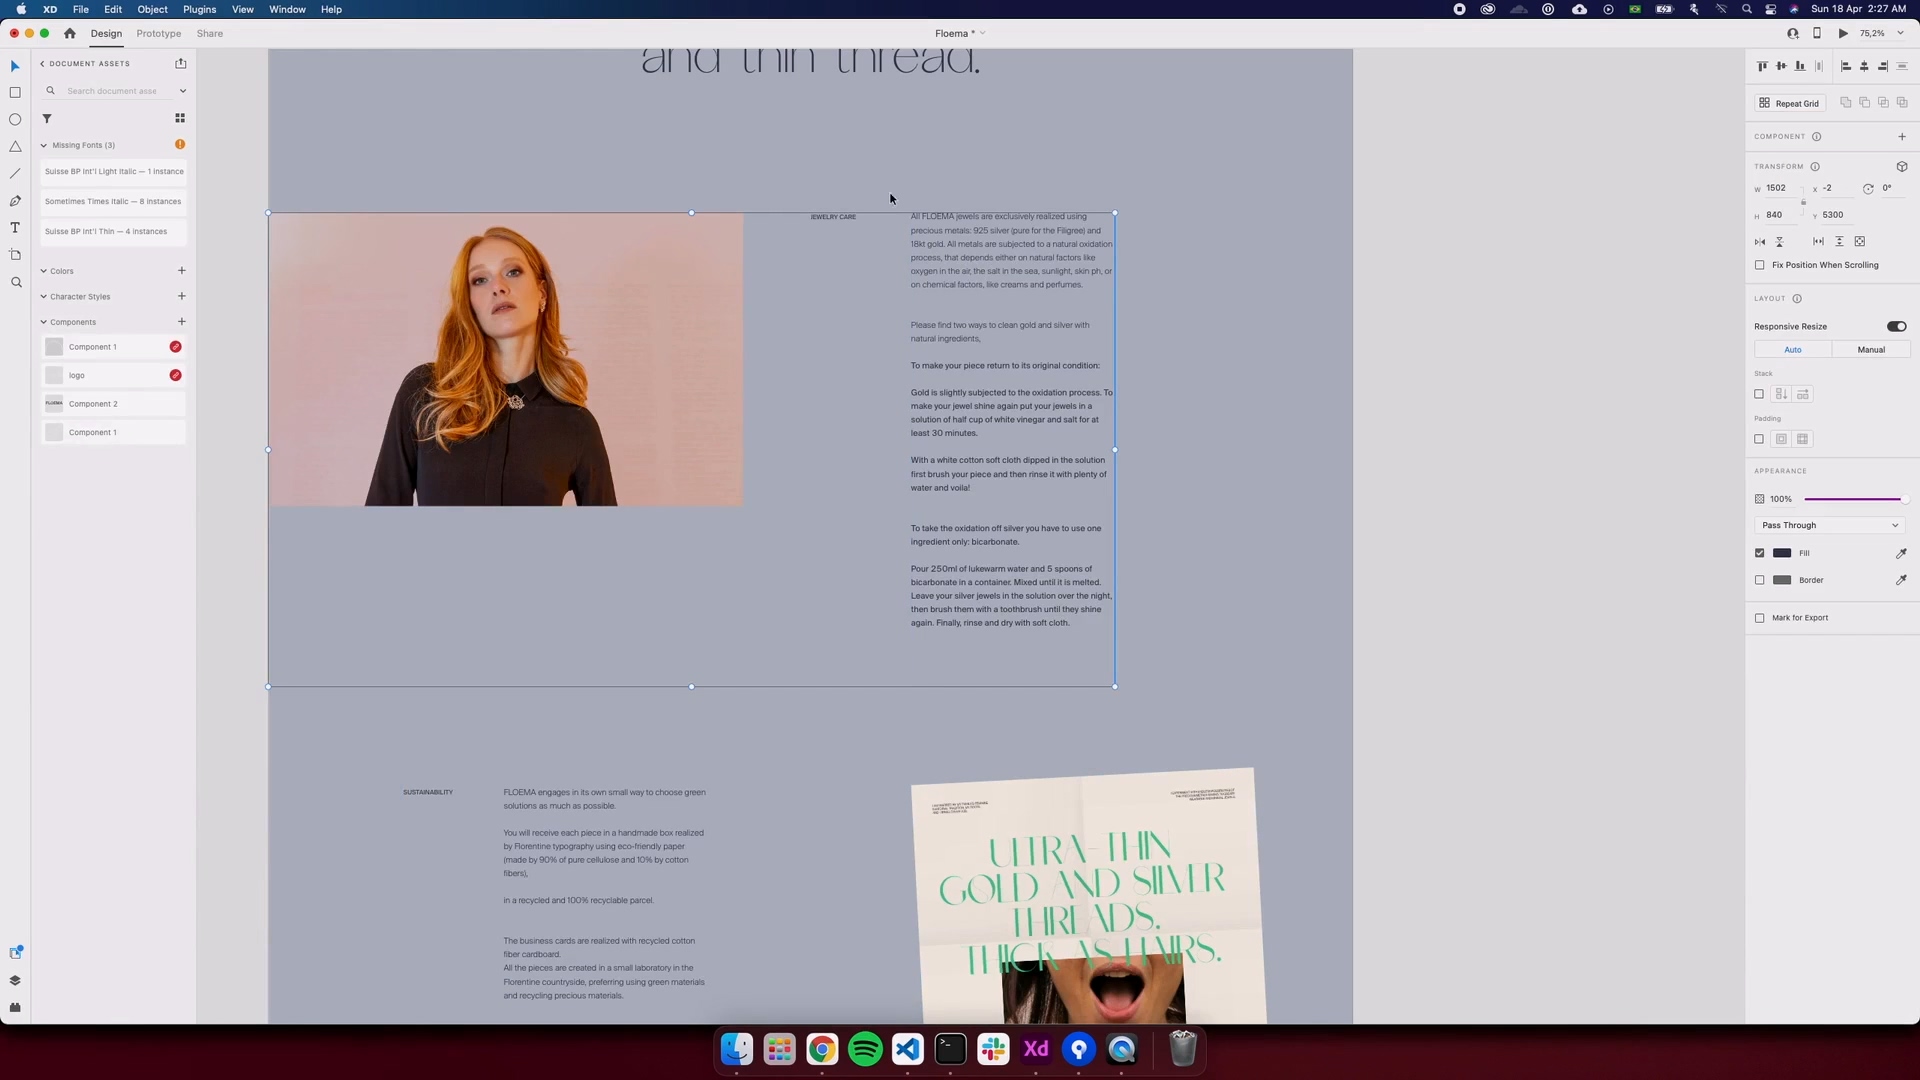 XD File Edit Object Plugins View Window Help
Sun 18 Apr 2:27 AM
Design Prototype Share
Floema *
75,2%
DOCUMENT ASSETS
Search document asse
Missing Fonts (3)
Suisse BP Int'l Light Italic — 1 instance
Sometimes Times Italic — 8 instances
Suisse BP Int'l Thin — 4 instances
Colors
Character Styles
Components
Component 1
logo
FLOEMA Component 2
Component 1
and thin thread.
JEWELRY CARE
All FLOEMA jewels are exclusively realized using
precious metals: 925 silver (pure for the Filigree) and
18kt gold. All metals are subjected to a natural oxidation
process, that depends either on natural factors like
oxygen in the air, the salt in the sea, sunlight, skin ph, or
on chemical factors, like creams and perfumes.
Please find two ways to clean gold and silver with
natural ingredients,
To make your piece return to its original condition:
Gold is slightly subjected to the oxidation process. To
make your jewel shine again put your jewels in a
solution of half cup of white vinegar and salt for at
least 30 minutes.
With a white cotton soft cloth dipped in the solution
first brush your piece and then rinse it with plenty of
water and voila!
To take the oxidation off silver you have to use one
ingredient only: bicarbonate.
Pour 250ml of lukewarm water and 5 spoons of
bicarbonate in a container. Mixed until it is melted.
Leave your silver jewels in the solution over the night,
then brush them with a toothbrush until they shine
again. Finally, rinse and dry with soft cloth.
SUSTAINABILITY
FLOEMA engages in its own small way to choose green
solutions as much as possible.
You will receive each piece in a handmade box realized
by Florentine typography using eco-friendly paper
(made by 90% of pure cellulose and 10% by cotton
fibers),
in a recycled and 100% recyclable parcel.
The business cards are realized with recycled cotton
fiber cardboard.
All the pieces are created in a small laboratory in the
Florentine countryside, preferring using green materials
and recycling precious materials.
ULTRA-THIN
GOLD AND SILVER
THREADS.
THICK AS HAIRS.
Repeat Grid
COMPONENT
TRANSFORM
W 1502 X -2 0°
H 840 Y 5300
Fix Position When Scrolling
LAYOUT
Responsive Resize
Auto Manual
Stack
Padding
APPEARANCE
100%
Pass Through
Fill
Border
Mark for Export
Xd